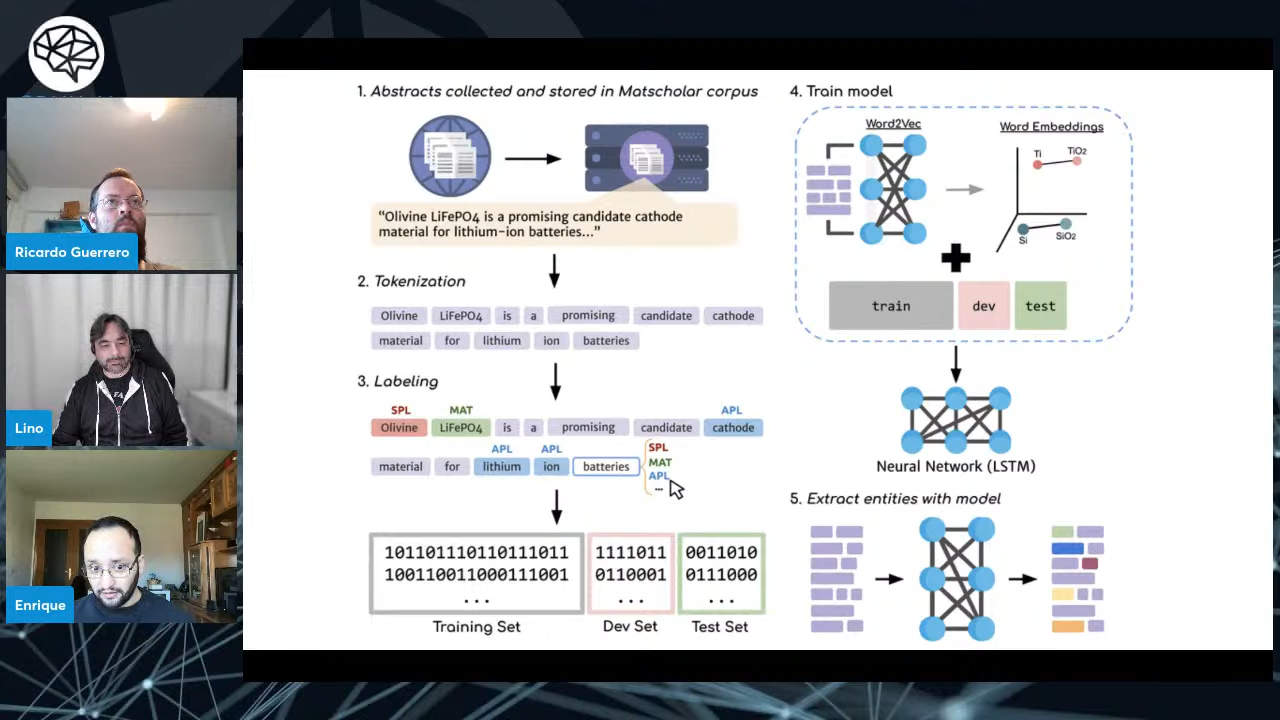 Ricardo Guerrero
Lino
Enrique
1. Abstracts collected and stored in Matscholar corpus
“Olivine LiFePO4 is a promising candidate cathode
material for lithium-ion batteries...”
2. Tokenization
Olivine LiFePO4 is a promising candidate cathode
material for lithium ion batteries
3. Labeling
SPL MAT APL
Olivine LiFePO4 is a promising candidate cathode
APL APL
material for lithium ion batteries
SPL
MAT
APL
...
101101110110111011 1111011 0011010
100110011000111001 0110001 0111000
... ... ...
Training Set Dev Set Test Set
4. Train model
Word2Vec
Word Embeddings
Ti TiO2
Si SiO2
train dev test
Neural Network (LSTM)
5. Extract entities with model